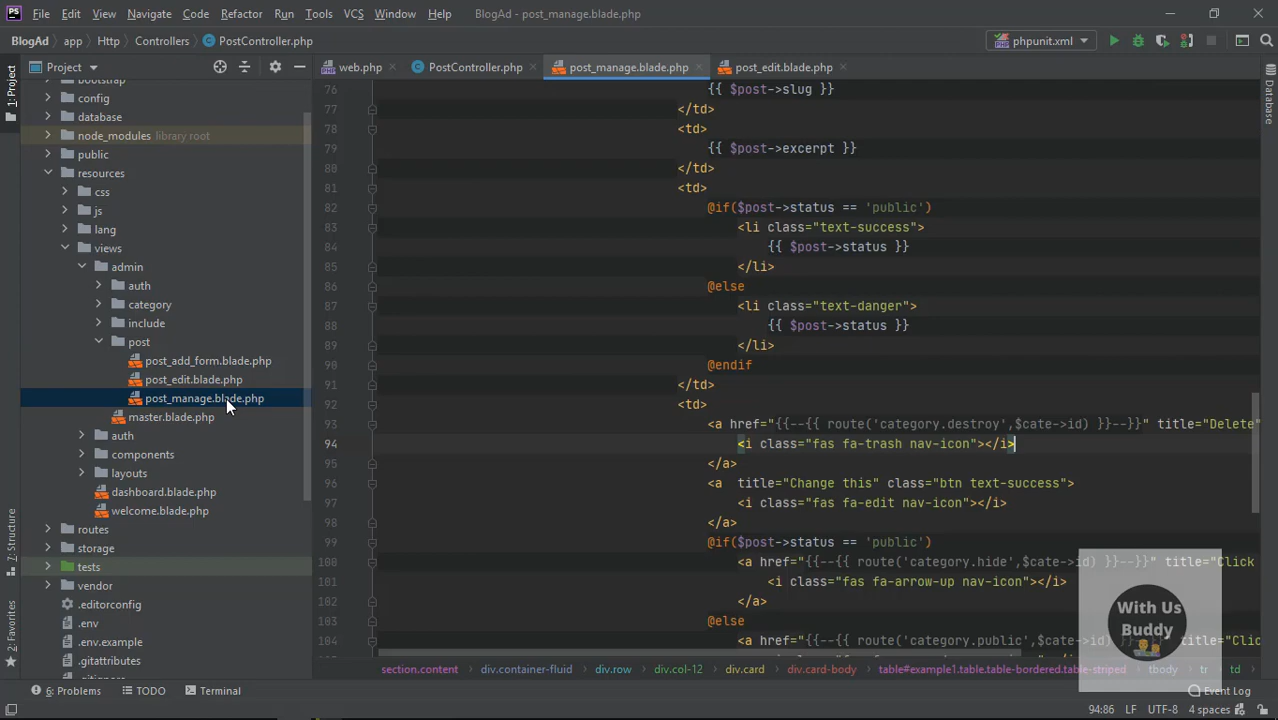 File Edit View Navigate Code Refactor Run Tools VCS Window Help BlogAd - post_manage.blade.php
BlogAd app Http Controllers PostController.php phpunit.xml
1: Project
Project
web.php PostController.php post_manage.blade.php post_edit.blade.php
Database
config
database
node_modules library root
public
resources
css
js
lang
views
admin
auth
category
include
post
post_add_form.blade.php
post_edit.blade.php
post_manage.blade.php
master.blade.php
auth
components
layouts
dashboard.blade.php
welcome.blade.php
routes
storage
tests
vendor
.editorconfig
.env
.env.example
.gitattributes
7: Structure
2: Favorites
76 {{ $post->slug }}
77 </td>
78 <td>
79 {{ $post->excerpt }}
80 </td>
81 <td>
82 @if($post->status == 'public')
83 <li class="text-success">
84 {{ $post->status }}
85 </li>
86 @else
87 <li class="text-danger">
88 {{ $post->status }}
89 </li>
90 @endif
91 </td>
92 <td>
93 <a href="{{--{{ route('category.destroy',$cate->id) }}--}}" title="Delete"
94 <i class="fas fa-trash nav-icon"></i>
95 </a>
96 <a title="Change this" class="btn text-success">
97 <i class="fas fa-edit nav-icon"></i>
98 </a>
99 @if($post->status == 'public')
100 <a href="{{--{{ route('category.hide',$cate->id) }}--}}" title="Click
101 <i class="fas fa-arrow-up nav-icon"></i>
102 </a>
103 @else
104 <a href="{{--{{ route('category.public',$cate->id) }}--}}" title="Clic
With Us
Buddy
section.content div.container-fluid div.row div.col-12 div.card div.card-body table#example1.table.table-bordered.table-striped tbody tr td
6: Problems TODO Terminal Event Log
94:86 LF UTF-8 4 spaces